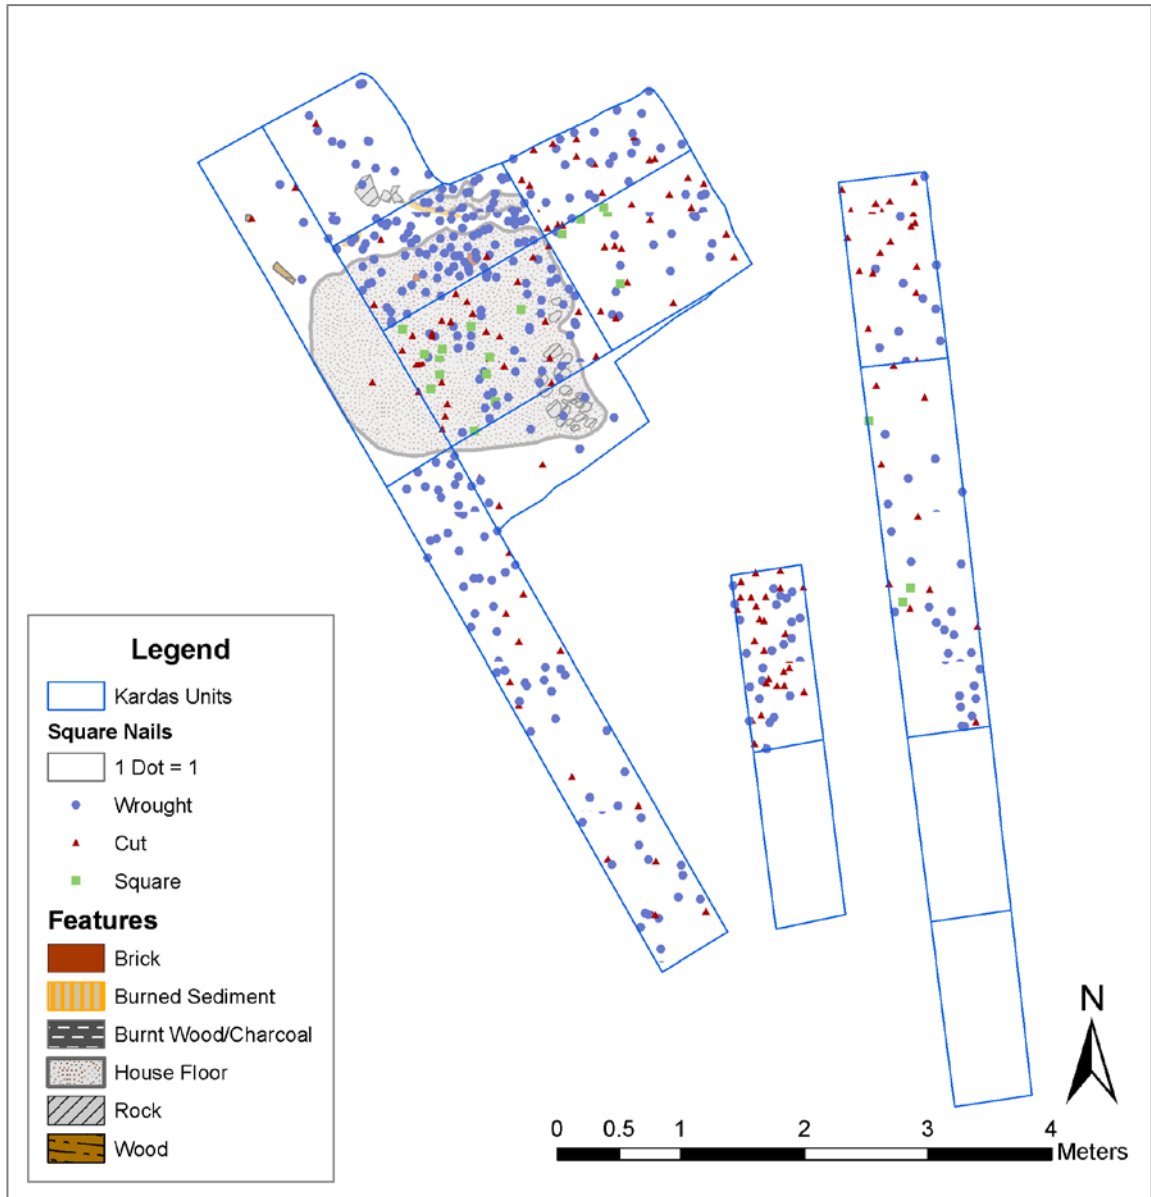 Legend
Kardas Units
Square Nails
1 Dot = 1
Wrought
Cut
Square
Features
Brick
Burned Sediment
Burnt Wood/Charcoal
House Floor
Rock
Wood
N
0 0.5 1 2 3 4
Meters